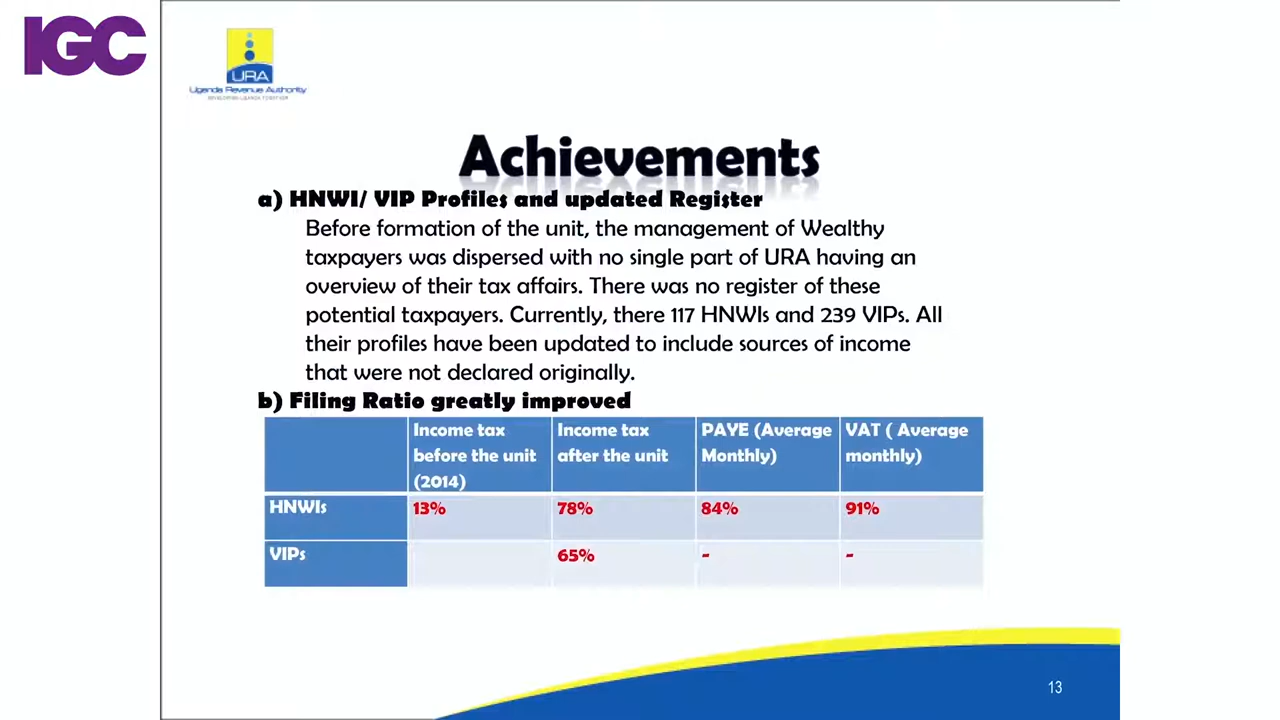 IGC
URA
Uganda Revenue Authority
DEVELOPING UGANDA TOGETHER
Achievements
a) HNWI/ VIP Profiles and updated Register
Before formation of the unit, the management of Wealthy
taxpayers was dispersed with no single part of URA having an
overview of their tax affairs. There was no register of these
potential taxpayers. Currently, there 117 HNWIs and 239 VIPs. All
their profiles have been updated to include sources of income
that were not declared originally.
b) Filing Ratio greatly improved
Income tax before the unit (2014)
Income tax after the unit
PAYE (Average Monthly)
VAT ( Average monthly)
HNWIs 13% 78% 84% 91%
VIPs 65% - -
13